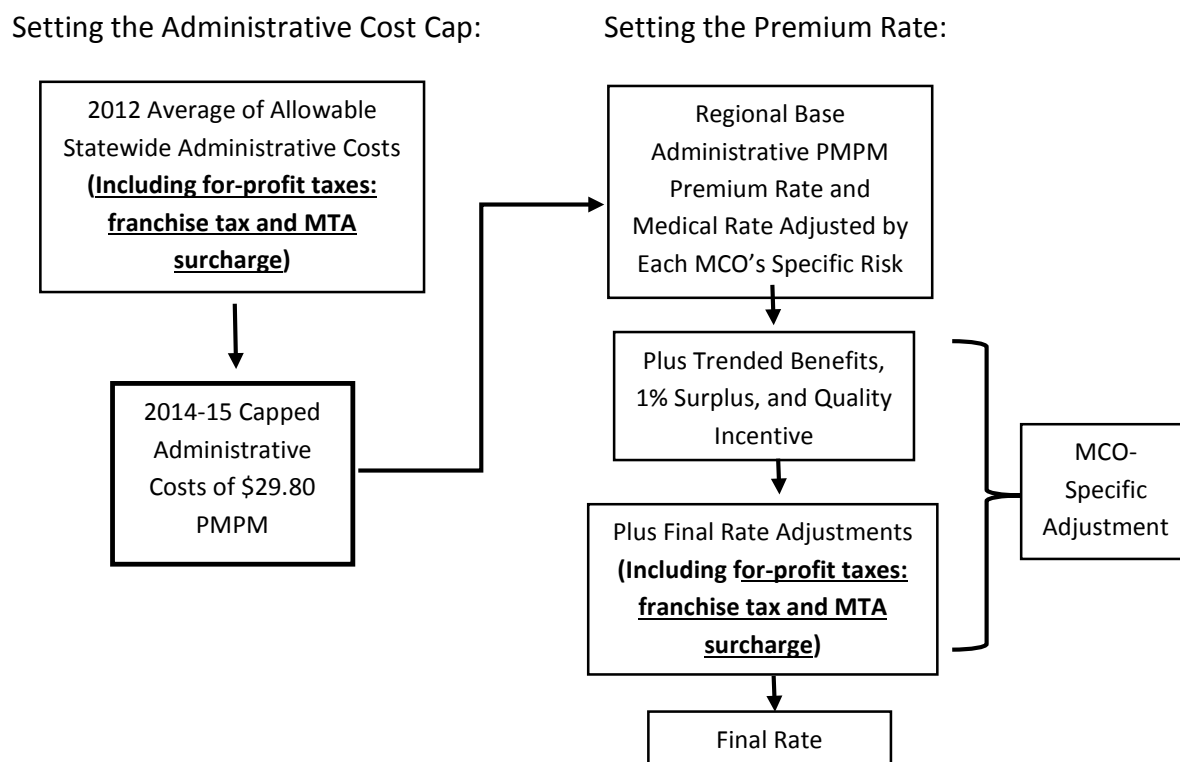 Setting the Administrative Cost Cap:
Setting the Premium Rate:
2012 Average of Allowable
Statewide Administrative Costs
(Including for-profit taxes:
franchise tax and MTA
surcharge)
2014-15 Capped
Administrative
Costs of $29.80
PMPM
Regional Base
Administrative PMPM
Premium Rate and
Medical Rate Adjusted by
Each MCO’s Specific Risk
Plus Trended Benefits,
1% Surplus, and Quality
Incentive
Plus Final Rate Adjustments
(Including for-profit taxes:
franchise tax and MTA
surcharge)
Final Rate
MCO-
Specific
Adjustment